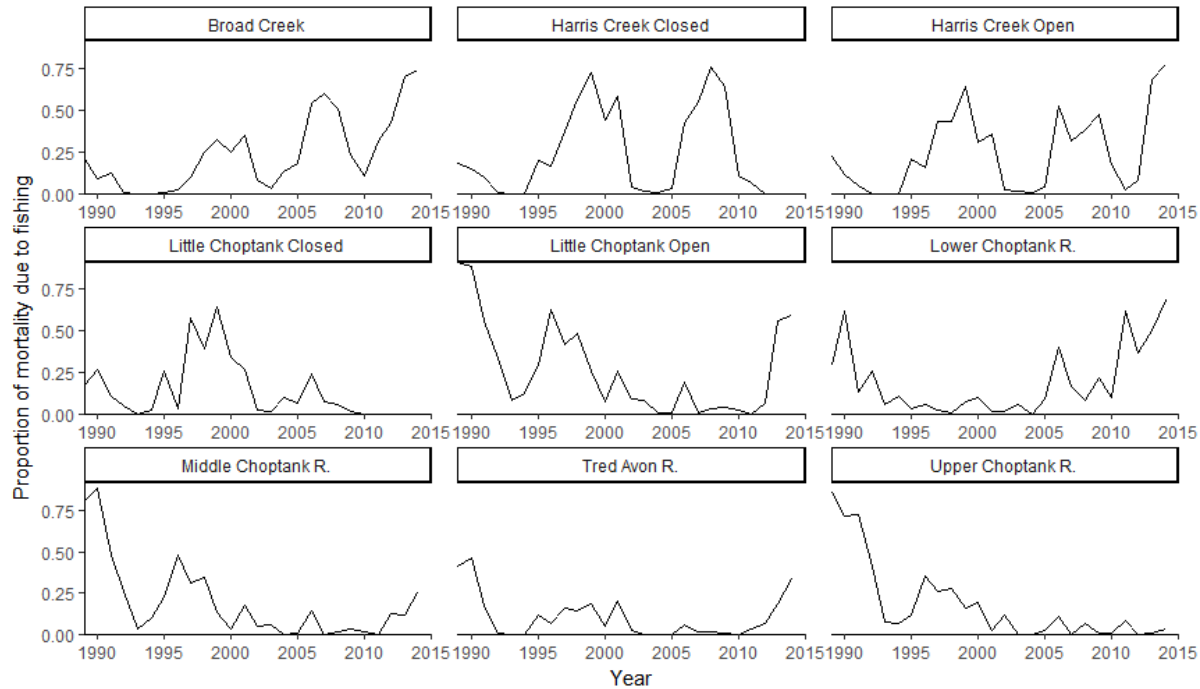 Broad Creek
Harris Creek Closed
Harris Creek Open
0.75
0.50
0.25
0.00
1990 1995 2000 2005 2010 2015
1990 1995 2000 2005 2010 2015
1990 1995 2000 2005 2010 2015
Little Choptank Closed
Little Choptank Open
Lower Choptank R.
0.75
0.50
0.25
0.00
1990 1995 2000 2005 2010 2015
1990 1995 2000 2005 2010 2015
1990 1995 2000 2005 2010 2015
Middle Choptank R.
Tred Avon R.
Upper Choptank R.
0.75
0.50
0.25
0.00
1990 1995 2000 2005 2010 2015
1990 1995 2000 2005 2010 2015
1990 1995 2000 2005 2010 2015
Proportion of mortality due to fishing
Year